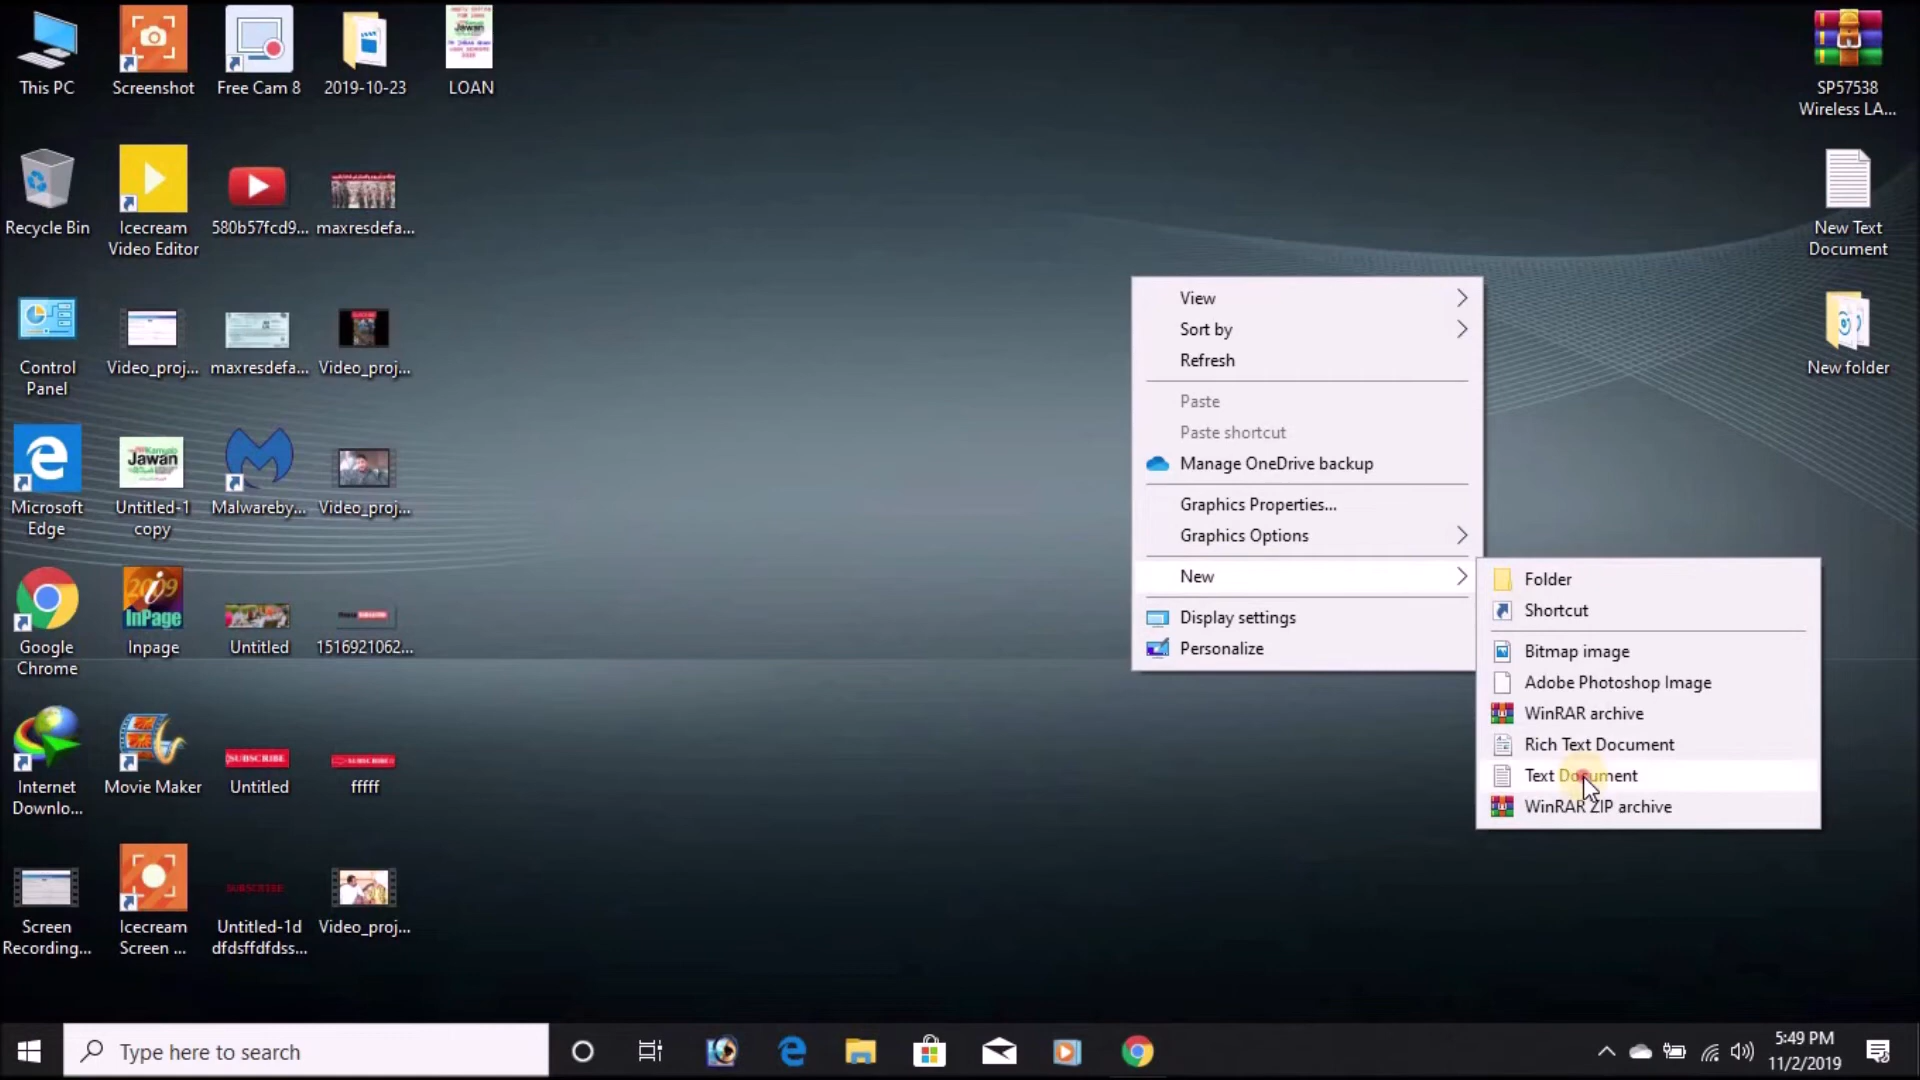 This PC
Screenshot
Free Cam 8
2019-10-23
LOAN
SP57538
Wireless LA...
Recycle Bin
Icecream
Video Editor
580b57fcd9...
maxresdefa...
New Text
Document
Control
Panel
Video_proj...
maxresdefa...
Video_proj...
New folder
Microsoft
Edge
Jawan
Untitled-1
copy
Malwareby...
Video_proj...
Google
Chrome
2009
InPage
Inpage
Untitled
1516921062...
Internet
Downlo...
Movie Maker
SUBSCRIBE
Untitled
fffff
Screen
Recording...
Icecream
Screen ...
SUBSCRIBE
Untitled-1d
dfdsffdfdss...
Video_proj...
View
Sort by
Refresh
Paste
Paste shortcut
Manage OneDrive backup
Graphics Properties...
Graphics Options
New
Display settings
Personalize
Folder
Shortcut
Bitmap image
Adobe Photoshop Image
WinRAR archive
Rich Text Document
Text Document
WinRAR ZIP archive
Type here to search
5:49 PM
11/2/2019